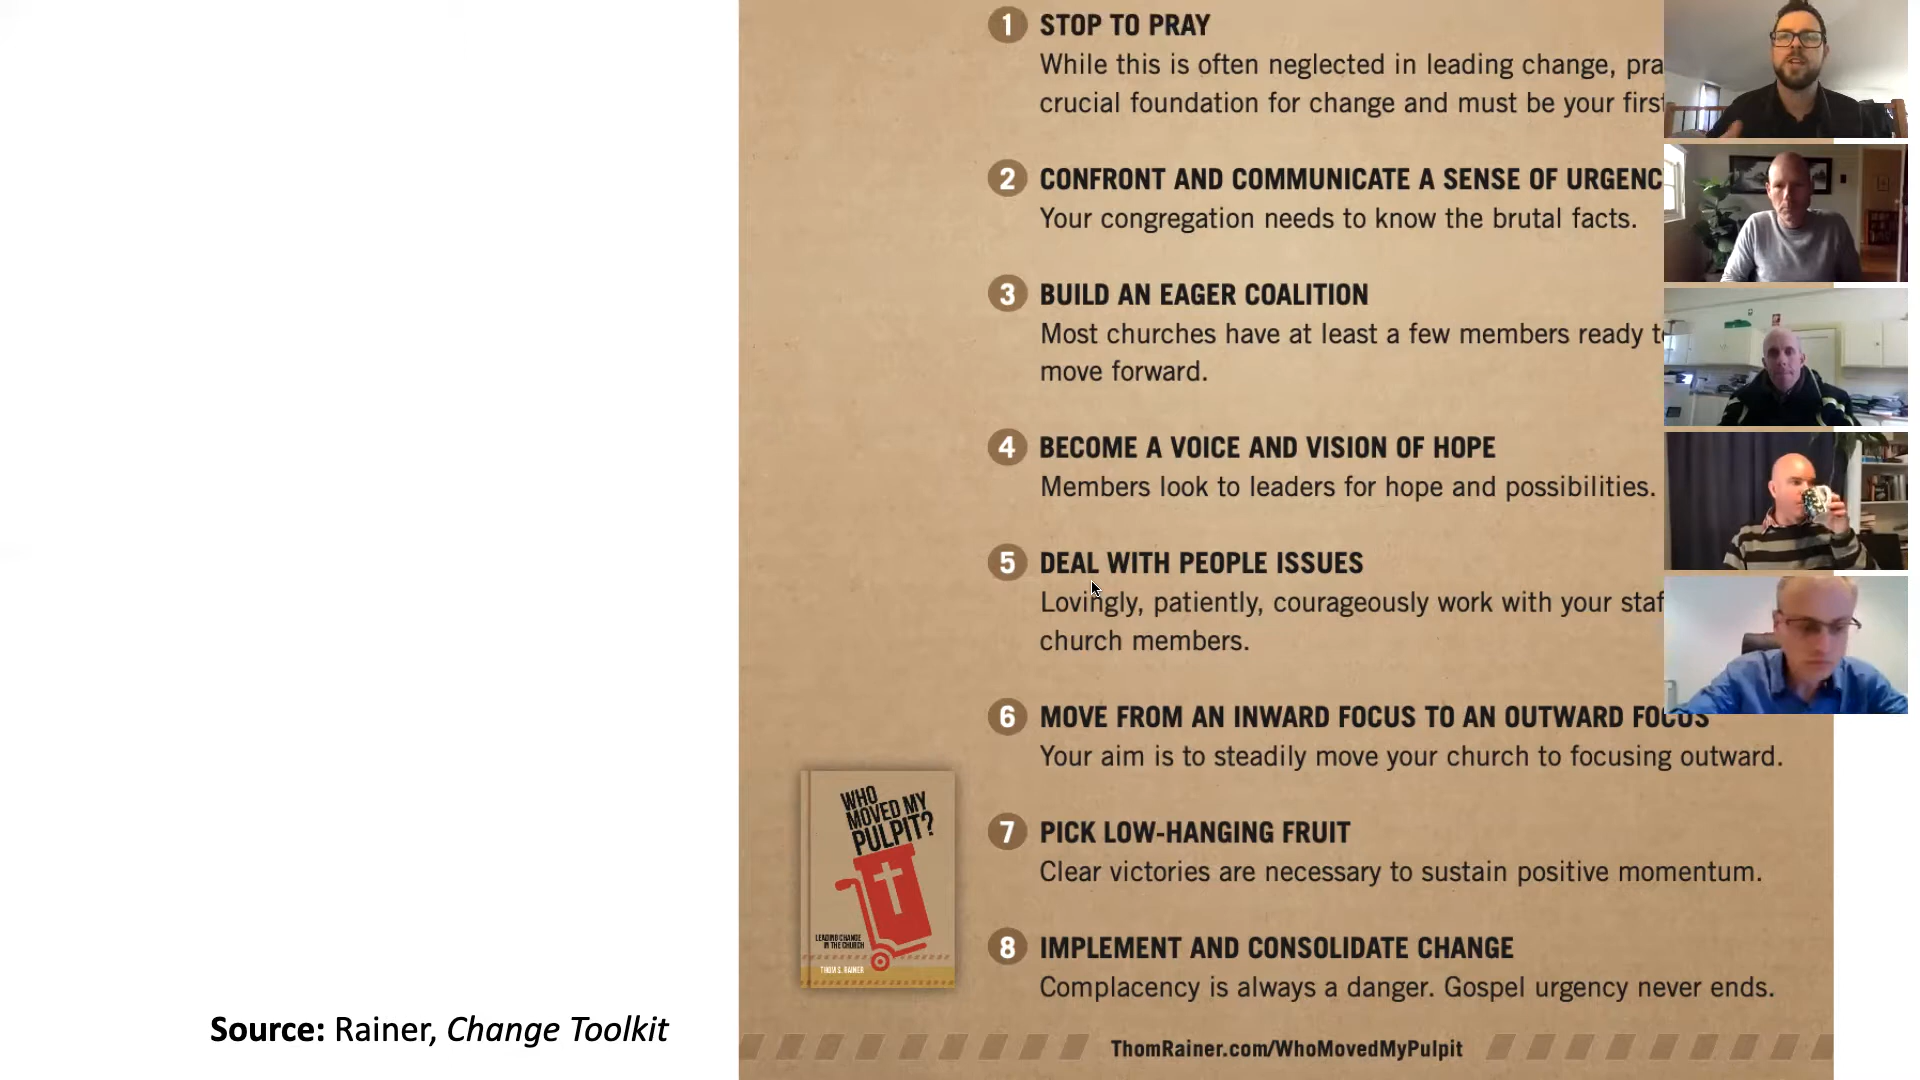 1 STOP TO PRAY
While this is often neglected in leading change, pra
crucial foundation for change and must be your first
2 CONFRONT AND COMMUNICATE A SENSE OF URGENC
Your congregation needs to know the brutal facts.
3 BUILD AN EAGER COALITION
Most churches have at least a few members ready t
move forward.
4 BECOME A VOICE AND VISION OF HOPE
Members look to leaders for hope and possibilities.
5 DEAL WITH PEOPLE ISSUES
Lovingly, patiently, courageously work with your staf
church members.
6 MOVE FROM AN INWARD FOCUS TO AN OUTWARD FOCUS
Your aim is to steadily move your church to focusing outward.
7 PICK LOW-HANGING FRUIT
Clear victories are necessary to sustain positive momentum.
8 IMPLEMENT AND CONSOLIDATE CHANGE
Complacency is always a danger. Gospel urgency never ends.
WHO
MOVED MY
PULPIT?
LEADING CHANGE
IN THE CHURCH
THOM S. RAINER
Source: Rainer, Change Toolkit
ThomRainer.com/WhoMovedMyPulpit